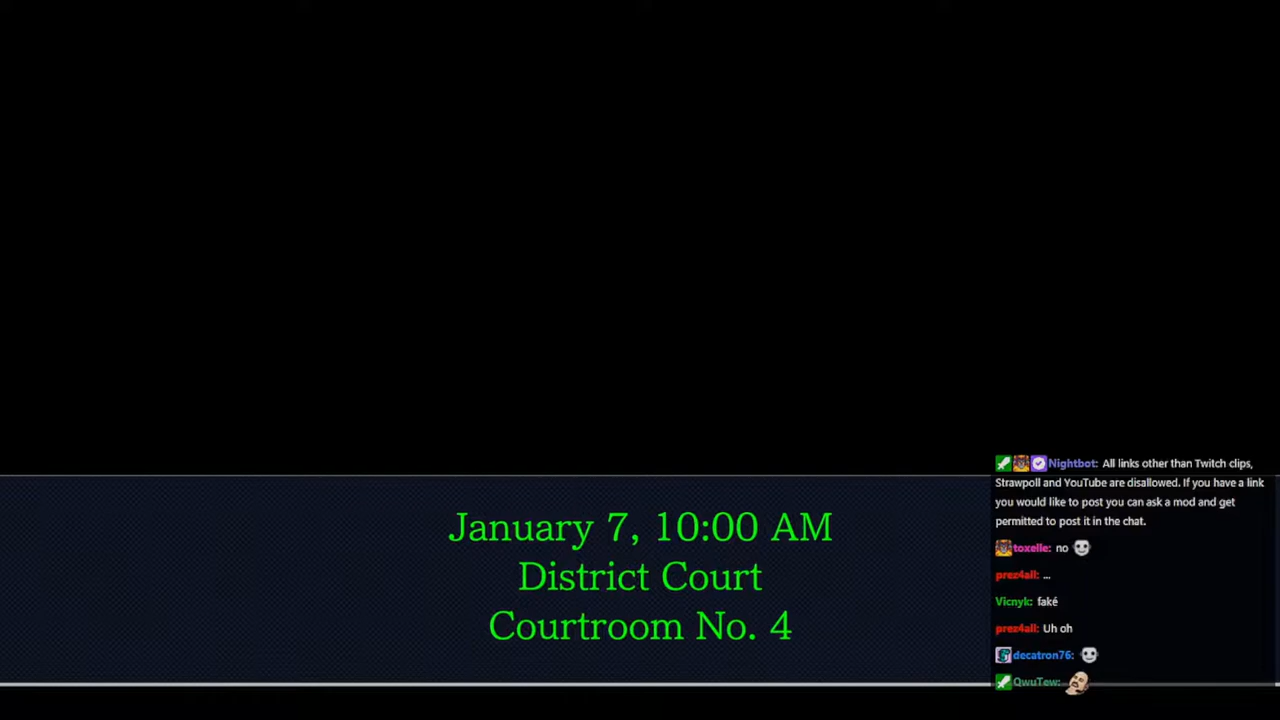 January 7, 10:00 AM
District Court
Courtroom No. 4
Nightbot: All links other than Twitch clips,
Strawpoll and YouTube are disallowed. If you have a link
you would like to post you can ask a mod and get
permitted to post it in the chat.
toxelle: no
prez4all: ...
Vicnyk: faké
prez4all: Uh oh
decatron76:
QwuTew: